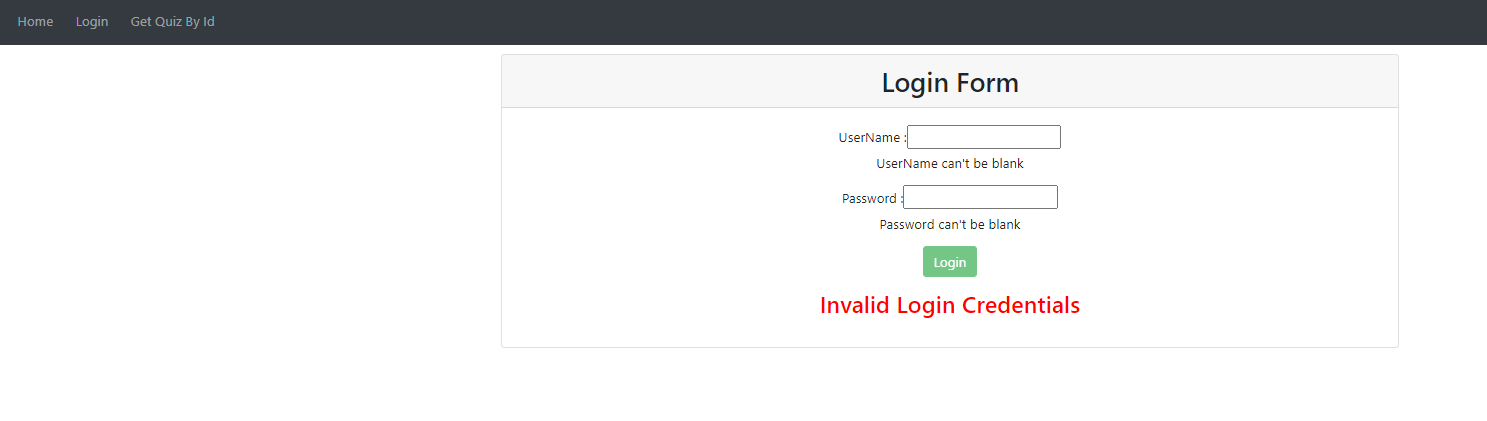 Home Login Get Quiz By Id
Login Form
UserName :
UserName can't be blank
Password :
Password can't be blank
Login
Invalid Login Credentials